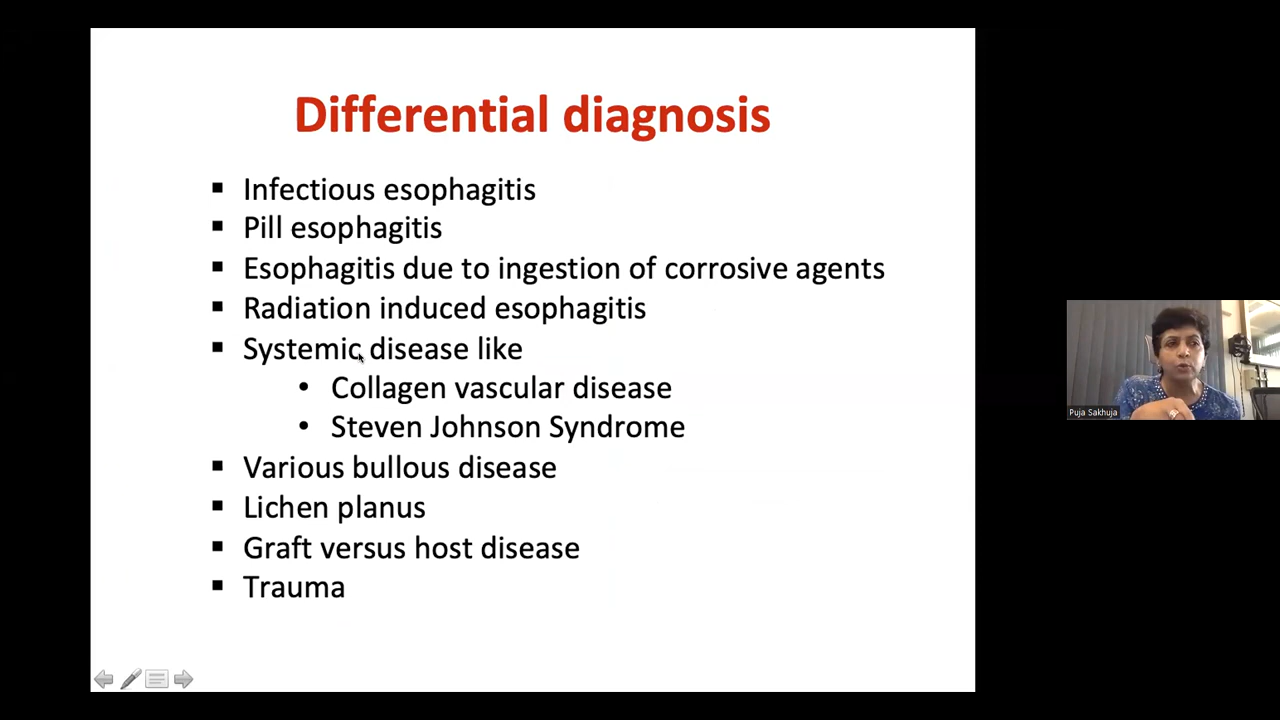 Differential diagnosis
▪ Infectious esophagitis
▪ Pill esophagitis
▪ Esophagitis due to ingestion of corrosive agents
▪ Radiation induced esophagitis
▪ Systemic disease like
• Collagen vascular disease
• Steven Johnson Syndrome
▪ Various bullous disease
▪ Lichen planus
▪ Graft versus host disease
▪ Trauma
Puja Sakhuja